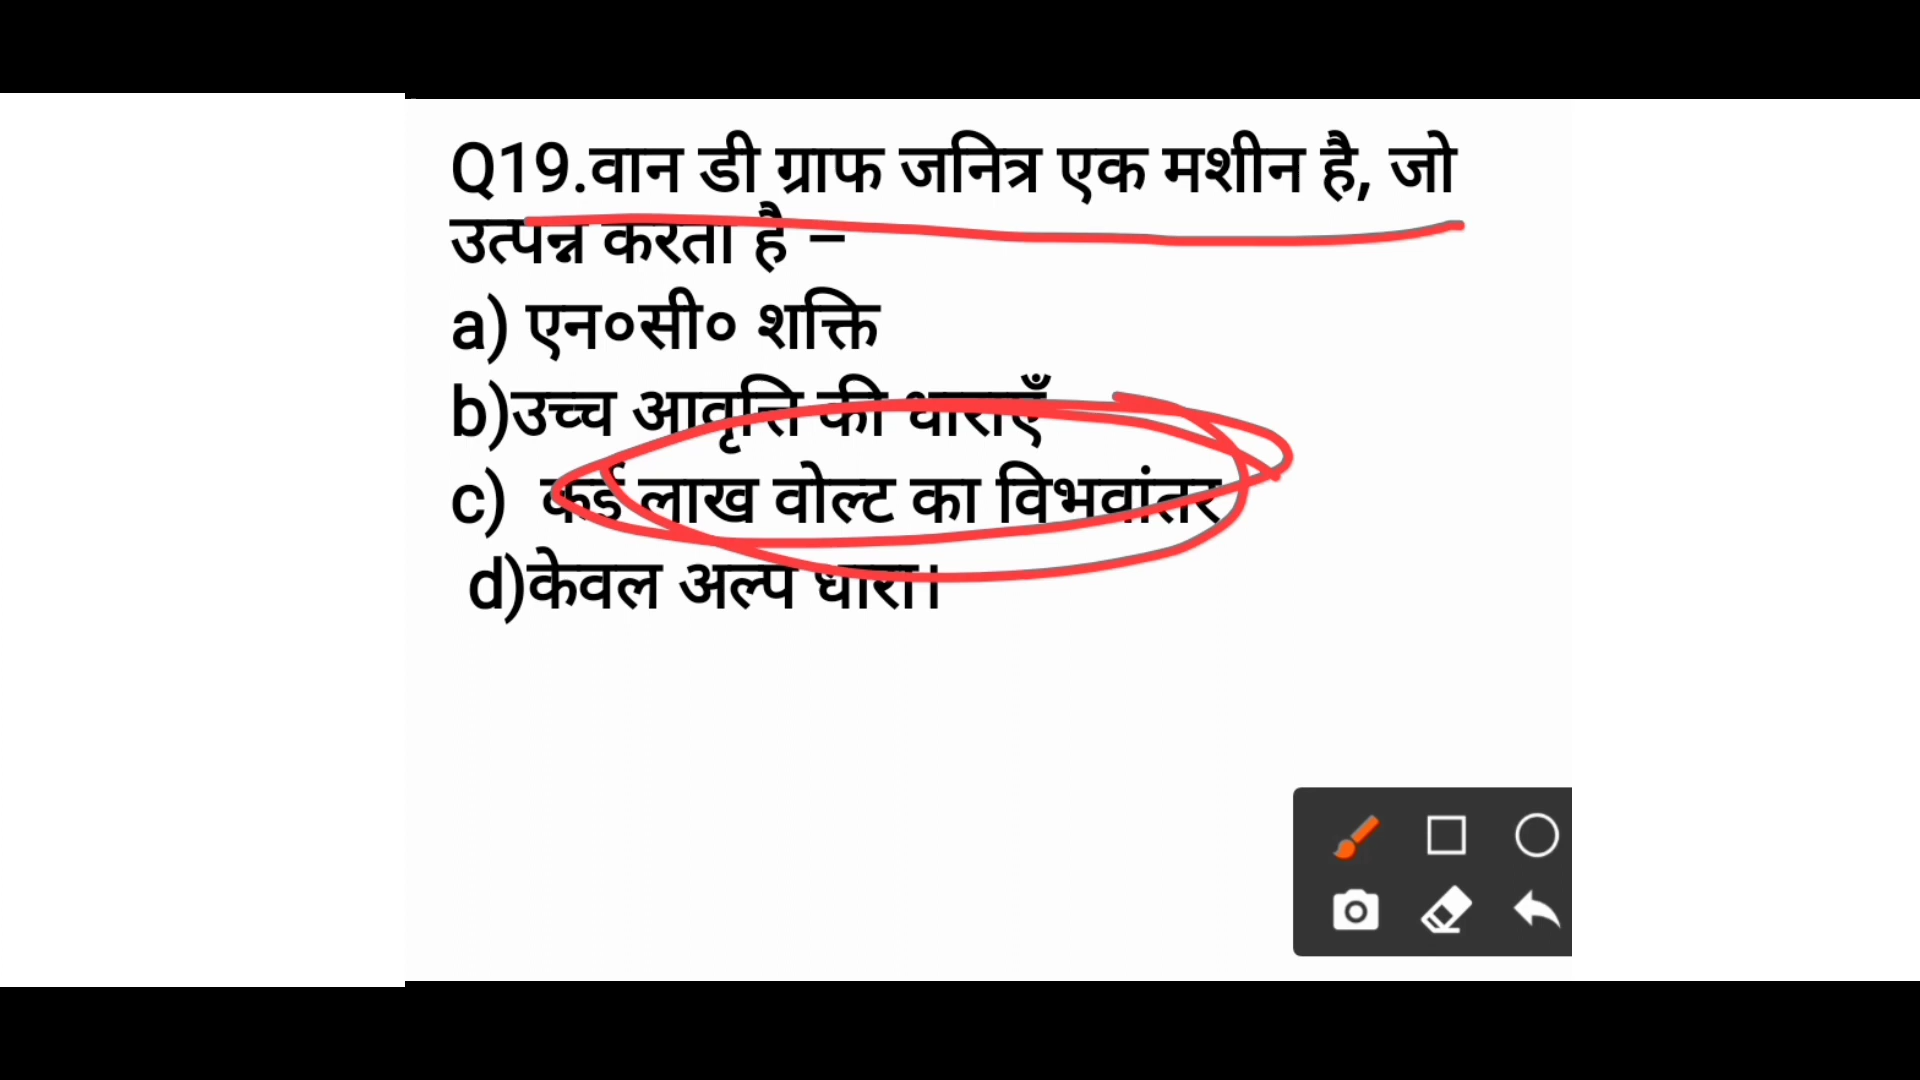 Q19.वान डी ग्राफ जनित्र एक मशीन है, जो
उत्पन्न करता है –
a) एन०सी० शक्ति
b)उच्च आवृत्ति की धाराएँ
c) कई लाख वोल्ट का विभवांतर
d)केवल अल्प धारा।